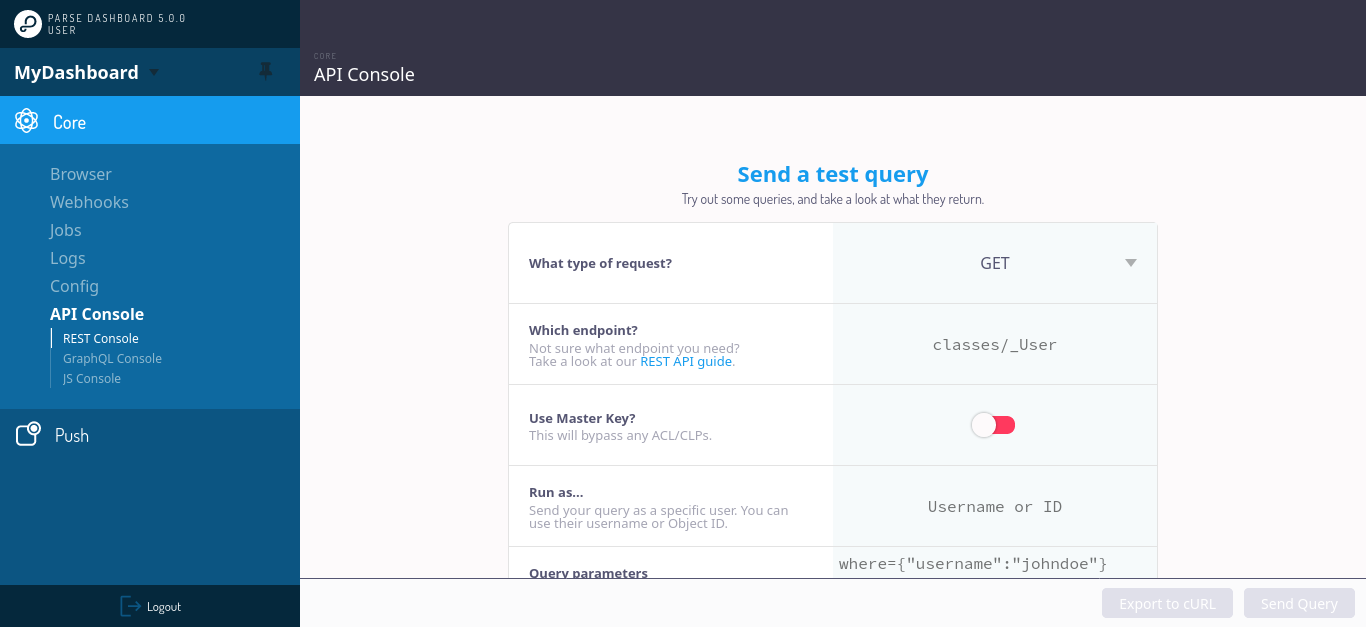 PARSE DASHBOARD 5.0.0
USER
MyDashboard
Core
Browser
Webhooks
Jobs
Logs
Config
API Console
REST Console
GraphQL Console
JS Console
Push
Logout
CORE
API Console
Send a test query
Try out some queries, and take a look at what they return.
What type of request?
GET
Which endpoint?
Not sure what endpoint you need?
Take a look at our REST API guide.
classes/_User
Use Master Key?
This will bypass any ACL/CLPs.
Run as...
Send your query as a specific user. You can
use their username or Object ID.
Username or ID
Query parameters
where={"username":"johndoe"}
Export to cURL
Send Query